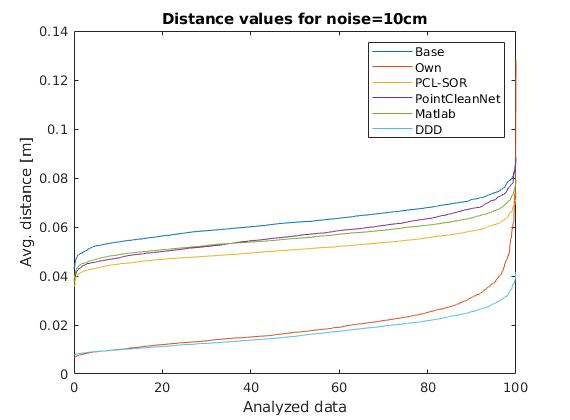 Distance values for noise=10cm
0.14
0.12
0.1
0.08
0.06
0.04
0.02
0
Avg. distance [m]
Base
Own
PCL-SOR
PointCleanNet
Matlab
DDD
0 20 40 60 80 100
Analyzed data